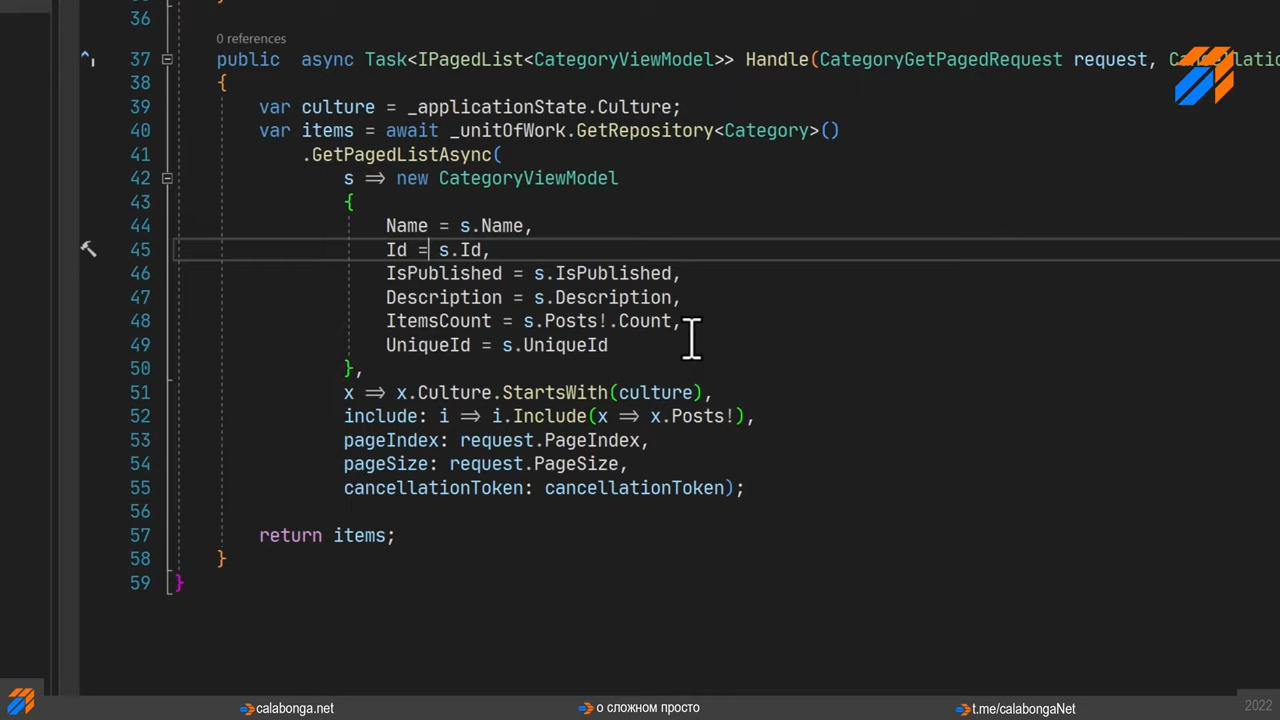 36
0 references
37 public async Task<IPagedList<CategoryViewModel>> Handle(CategoryGetPagedRequest request,
38 {
39 var culture = _applicationState.Culture;
40 var items = await _unitOfWork.GetRepository<Category>()
41 .GetPagedListAsync(
42 s => new CategoryViewModel
43 {
44 Name = s.Name,
45 Id = s.Id,
46 IsPublished = s.IsPublished,
47 Description = s.Description,
48 ItemsCount = s.Posts!.Count,
49 UniqueId = s.UniqueId
50 },
51 x => x.Culture.StartsWith(culture),
52 include: i => i.Include(x => x.Posts!),
53 pageIndex: request.PageIndex,
54 pageSize: request.PageSize,
55 cancellationToken: cancellationToken);
56
57 return items;
58 }
59 }
calabonga.net
о сложном просто
t.me/calabongaNet
2022